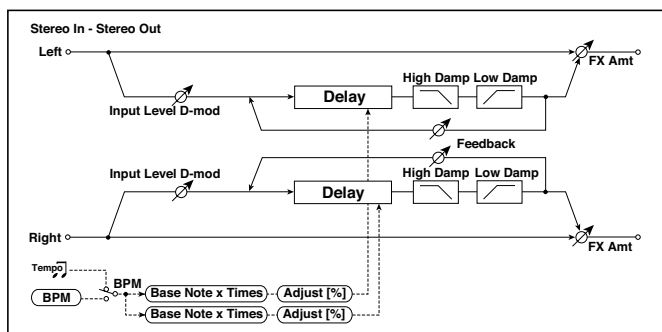 Stereo In - Stereo Out
Left
FX Amt
High Damp Low Damp
Delay
Input Level D-mod
Feedback
Input Level D-mod
High Damp Low Damp
Delay
Right
FX Amt
Tempo
BPM
BPM
Base Note x Times
Adjust [%]
Base Note x Times
Adjust [%]